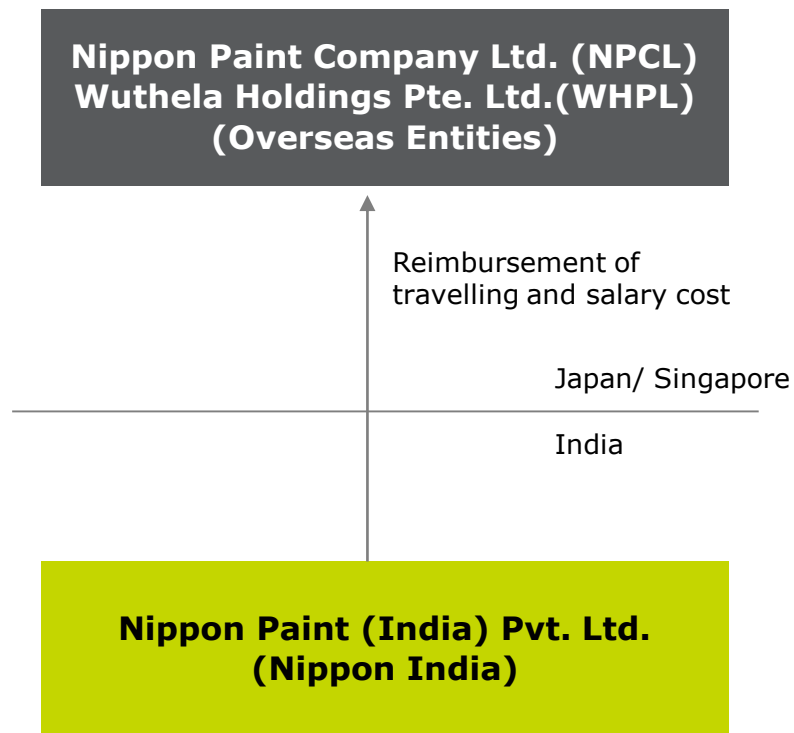 Nippon Paint Company Ltd. (NPCL)
Wuthela Holdings Pte. Ltd.(WHPL)
(Overseas Entities)
Reimbursement of
travelling and salary cost
Japan/ Singapore
India
Nippon Paint (India) Pvt. Ltd.
(Nippon India)